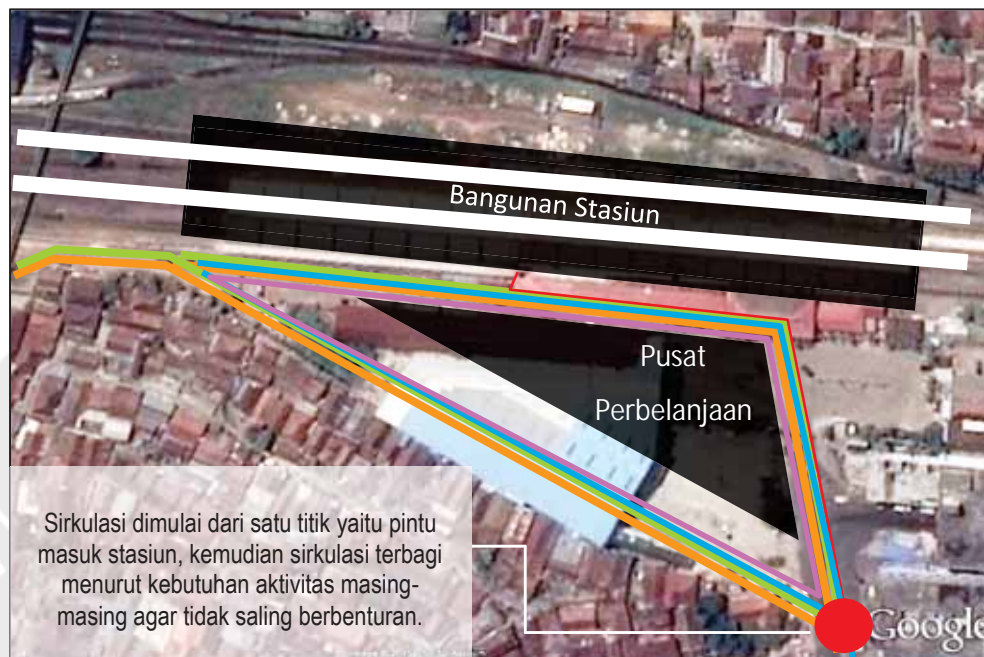 Bangunan Stasiun
Pusat
Perbelanjaan
Sirkulasi dimulai dari satu titik yaitu pintu
masuk stasiun, kemudian sirkulasi terbagi
menurut kebutuhan aktivitas masing-
masing agar tidak saling berbenturan.
Google